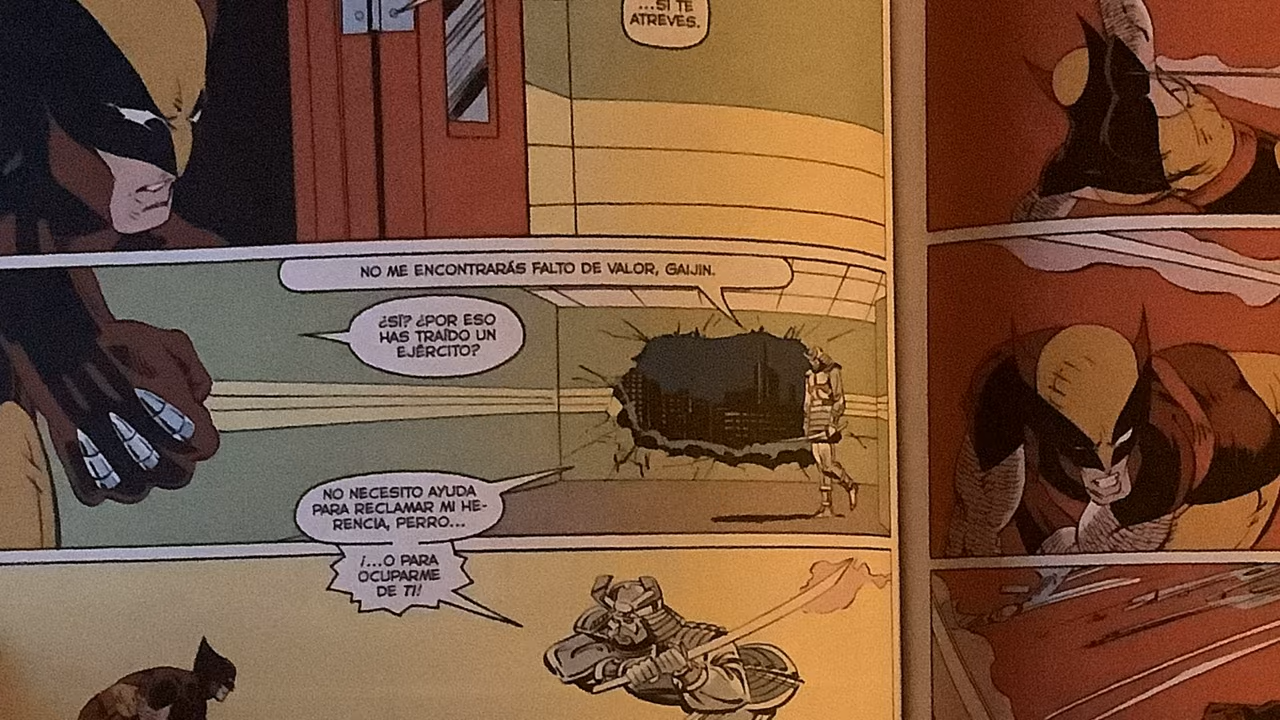 ...SI TE
ATREVES.
NO ME ENCONTRARÁS FALTO DE VALOR, GAIJIN.
¿SÍ? ¿POR ESO
HAS TRAÍDO UN
EJÉRCITO?
NO NECESITO AYUDA
PARA RECLAMAR MI HE-
RENCIA, PERRO...
¡...O PARA
OCUPARME
DE TI!